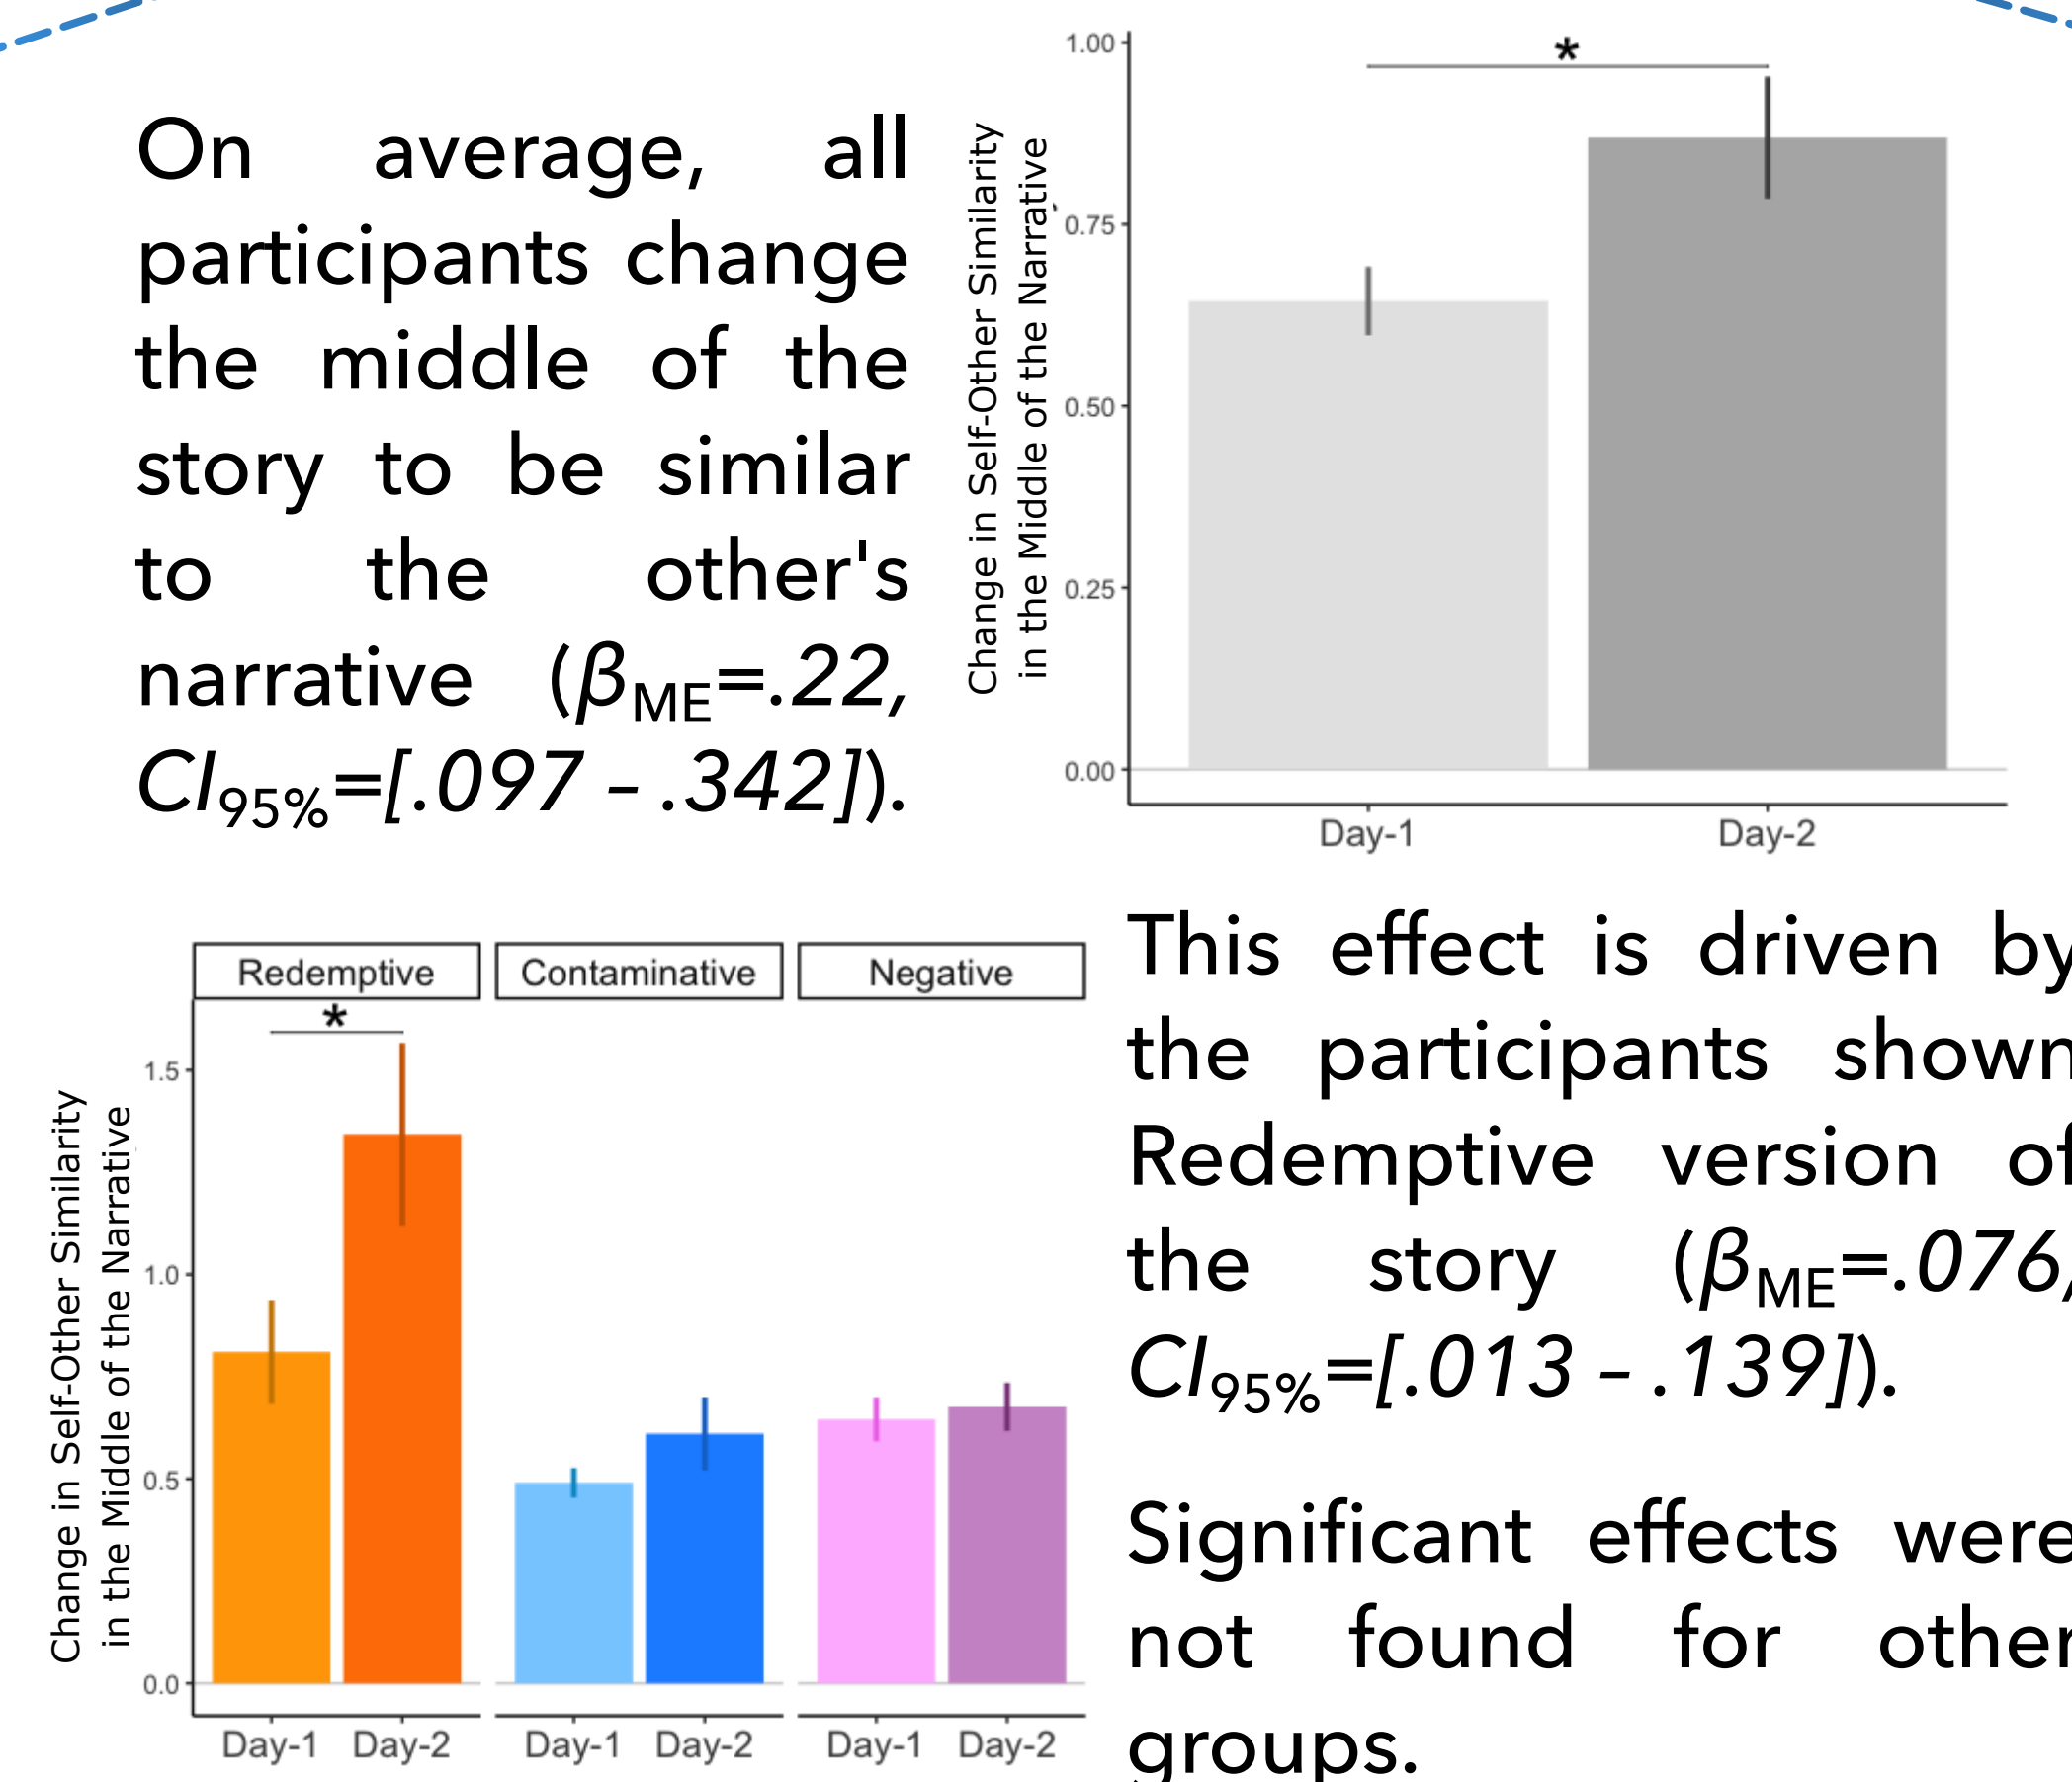 On average, all
participants change
the middle of the
story to be similar
to the other's
narrative (βME=.22,
CI95%=[.097 – .342]).
Change in Self-Other Similarity
in the Middle of the Narrative
1.00
0.75
0.50
0.25
0.00
*
Day-1 Day-2
Redemptive Contaminative Negative
*
Change in Self-Other Similarity
in the Middle of the Narrative
1.5
1.0
0.5
0.0
Day-1 Day-2 Day-1 Day-2 Day-1 Day-2
This effect is driven by
the participants shown
Redemptive version of
the story (βME=.076,
CI95%=[.013 – .139]).
Significant effects were
not found for other
groups.